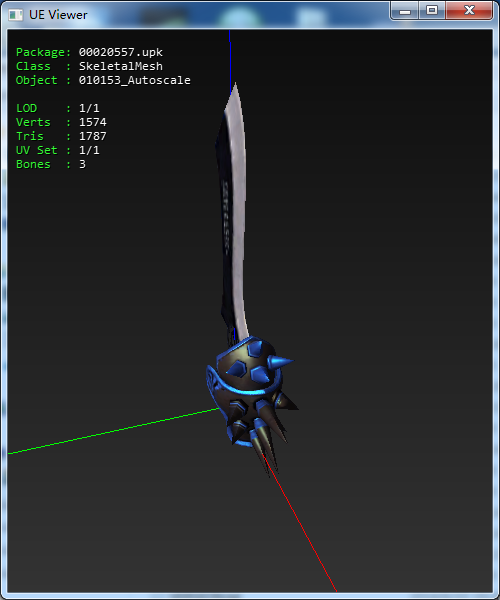 UE Viewer
Package: 00020557.upk
Class  : SkeletalMesh
Object : 010153_Autoscale
LOD    : 1/1
Verts  : 1574
Tris   : 1787
UV Set : 1/1
Bones  : 3